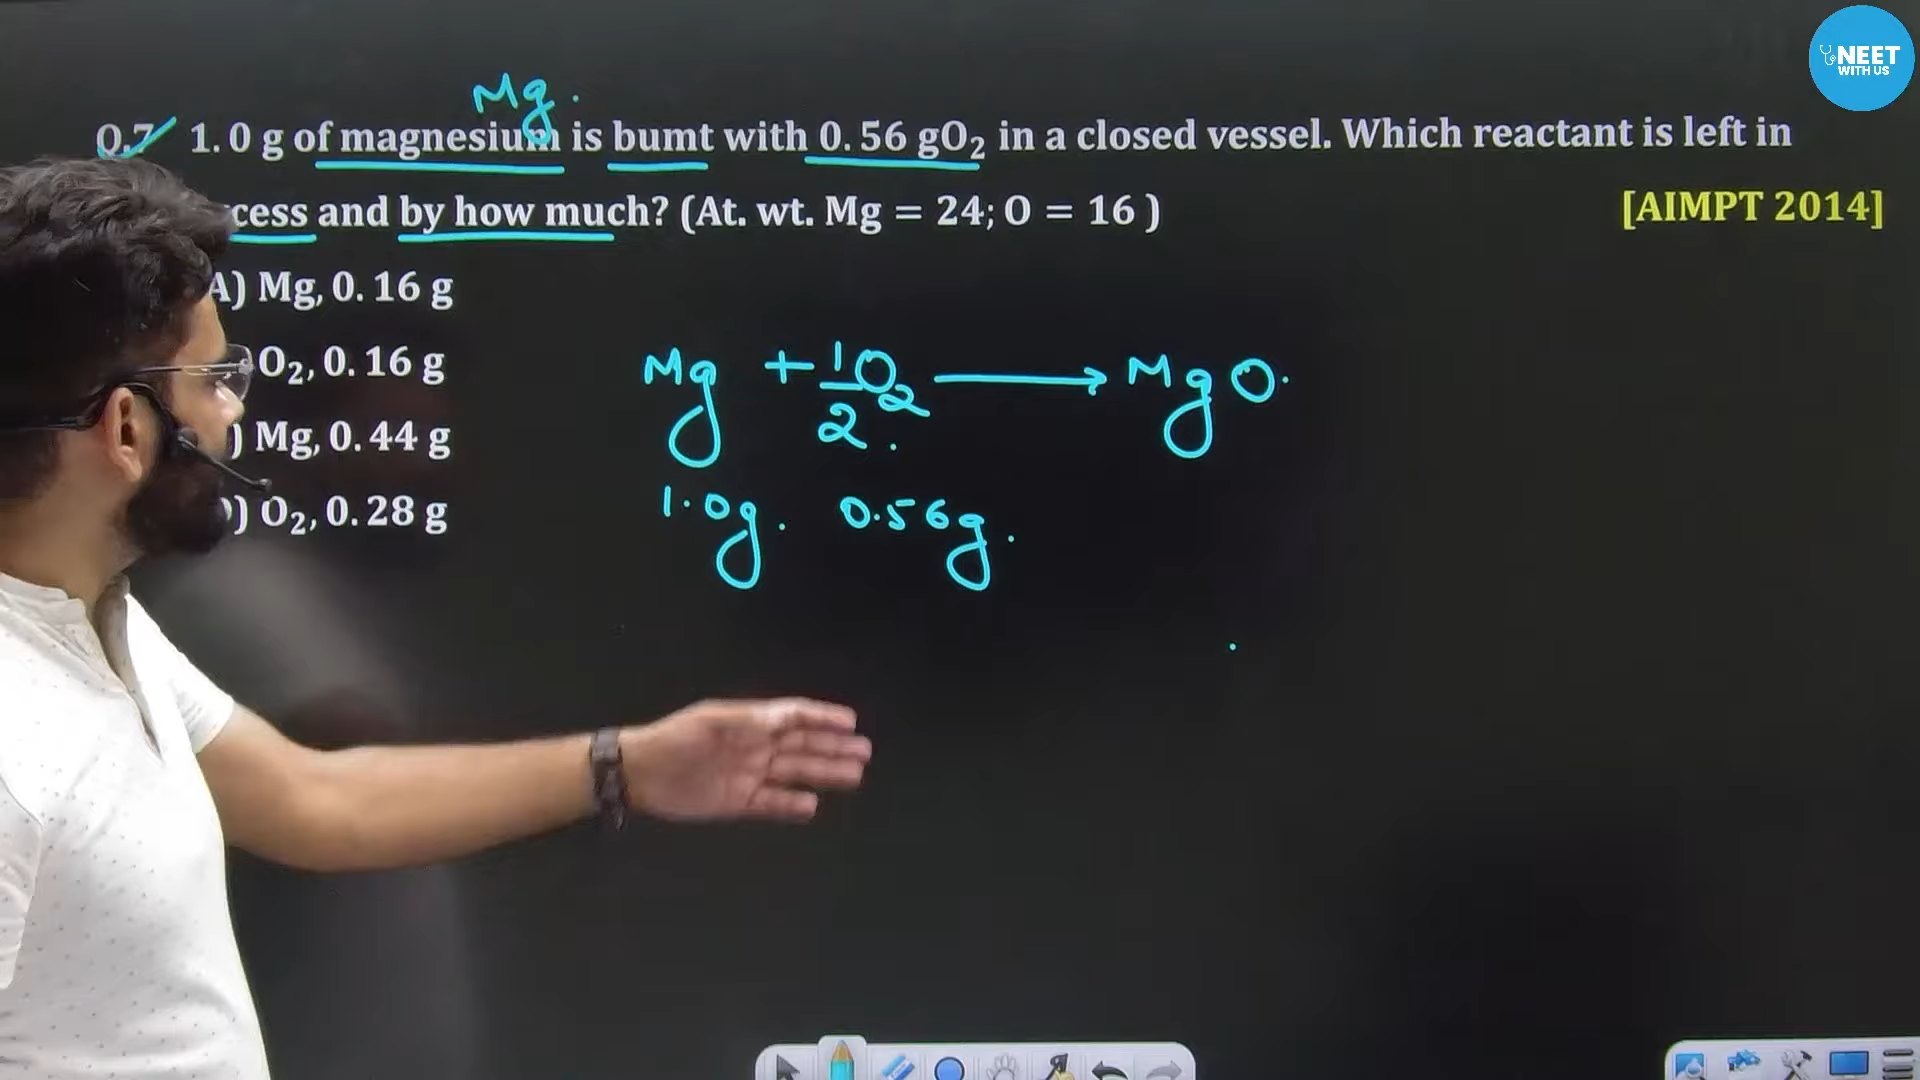 NEET
WITH US
Mg.
Q.7 1.0 g of magnesium is bumt with 0.56 gO₂ in a closed vessel. Which reactant is left in
cess and by how much? (At. wt. Mg = 24; O = 16 )
[AIMPT 2014]
A) Mg, 0.16 g
O₂, 0.16 g
) Mg, 0.44 g
) O₂, 0.28 g
Mg + 1/2 O₂ → MgO.
1.0g. 0.56g.